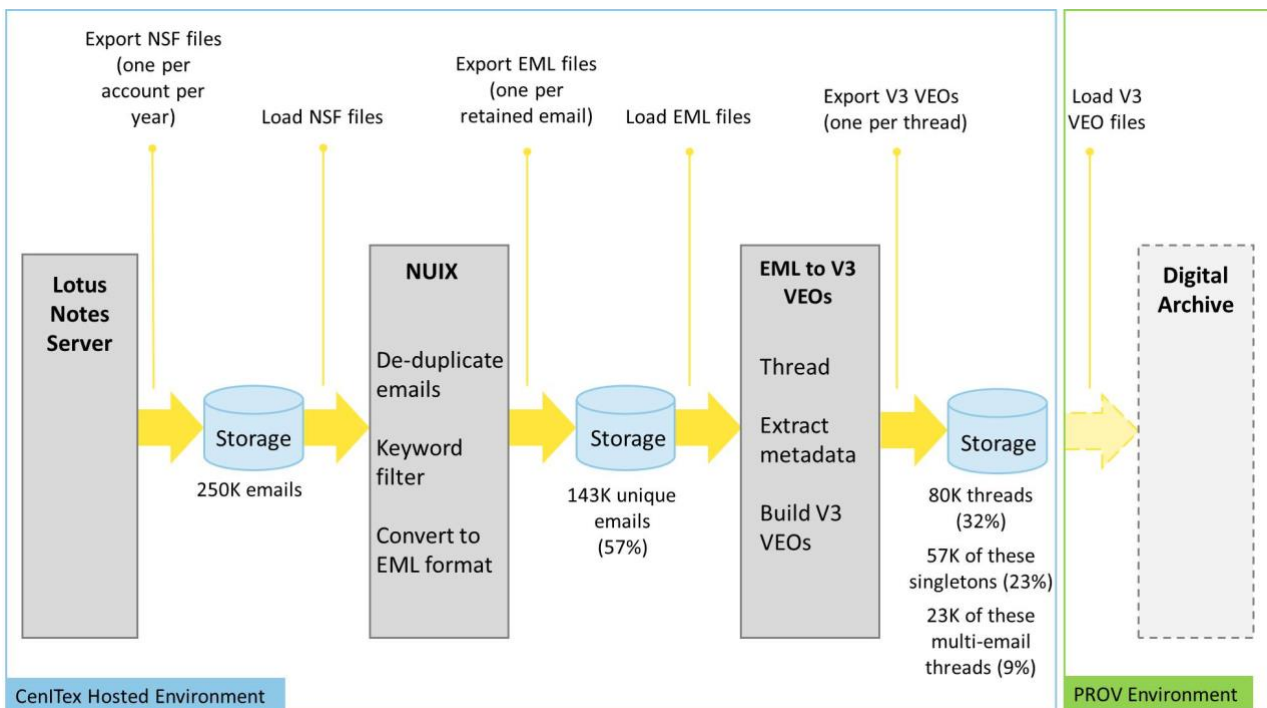 Export NSF files
(one per
account per
year)
Load NSF files
Export EML files
(one per
retained email)
Load EML files
Export V3 VEOs
(one per thread)
Load V3
VEO files
Lotus
Notes
Server
Storage
250K emails
NUIX
De-duplicate
emails
Keyword
filter
Convert to
EML format
Storage
143K unique
emails
(57%)
EML to V3
VEOs
Thread
Extract
metadata
Build V3
VEOs
Storage
80K threads
(32%)
57K of these
singletons (23%)
23K of these
multi-email
threads (9%)
Digital
Archive
CenITex Hosted Environment
PROV Environment